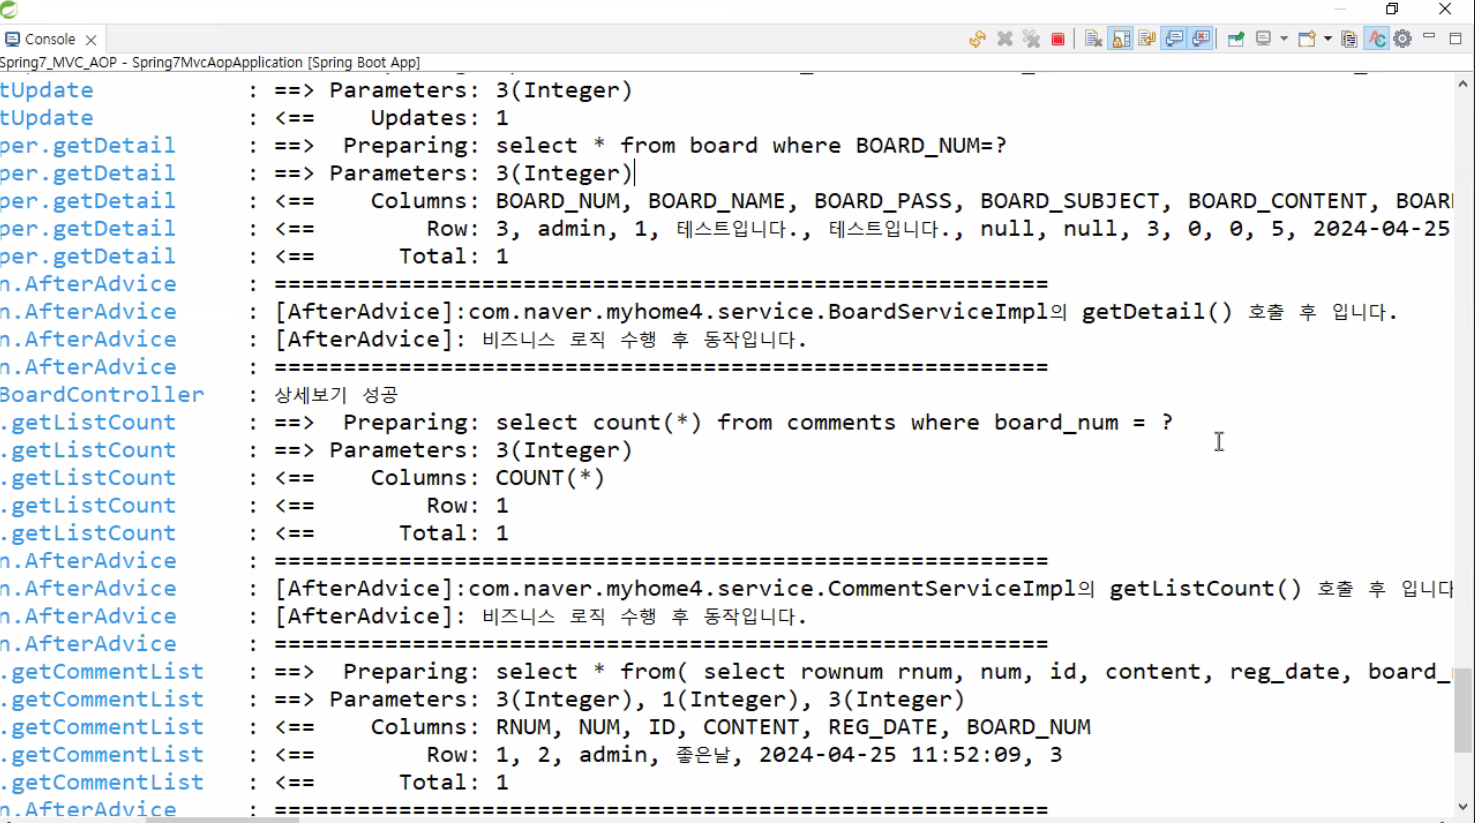 Console
Spring7_MVC_AOP - Spring7MvcAopApplication [Spring Boot App]
tUpdate : ==> Parameters: 3(Integer)
tUpdate : <== Updates: 1
per.getDetail : ==> Preparing: select * from board where BOARD_NUM=?
per.getDetail : ==> Parameters: 3(Integer)
per.getDetail : <== Columns: BOARD_NUM, BOARD_NAME, BOARD_PASS, BOARD_SUBJECT, BOARD_CONTENT, BOAR
per.getDetail : <== Row: 3, admin, 1, 테스트입니다., 테스트입니다., null, null, 3, 0, 0, 5, 2024-04-25
per.getDetail : <== Total: 1
n.AfterAdvice : ========================================================
n.AfterAdvice : [AfterAdvice]:com.naver.myhome4.service.BoardServiceImpl의 getDetail() 호출 후 입니다.
n.AfterAdvice : [AfterAdvice]: 비즈니스 로직 수행 후 동작입니다.
n.AfterAdvice : ========================================================
BoardController : 상세보기 성공
.getListCount : ==> Preparing: select count(*) from comments where board_num = ?
.getListCount : ==> Parameters: 3(Integer)
.getListCount : <== Columns: COUNT(*)
.getListCount : <== Row: 1
.getListCount : <== Total: 1
n.AfterAdvice : ========================================================
n.AfterAdvice : [AfterAdvice]:com.naver.myhome4.service.CommentServiceImpl의 getListCount() 호출 후 입니다
n.AfterAdvice : [AfterAdvice]: 비즈니스 로직 수행 후 동작입니다.
n.AfterAdvice : ========================================================
.getCommentList : ==> Preparing: select * from( select rownum rnum, num, id, content, reg_date, board_
.getCommentList : ==> Parameters: 3(Integer), 1(Integer), 3(Integer)
.getCommentList : <== Columns: RNUM, NUM, ID, CONTENT, REG_DATE, BOARD_NUM
.getCommentList : <== Row: 1, 2, admin, 좋은날, 2024-04-25 11:52:09, 3
.getCommentList : <== Total: 1
n.AfterAdvice : ========================================================